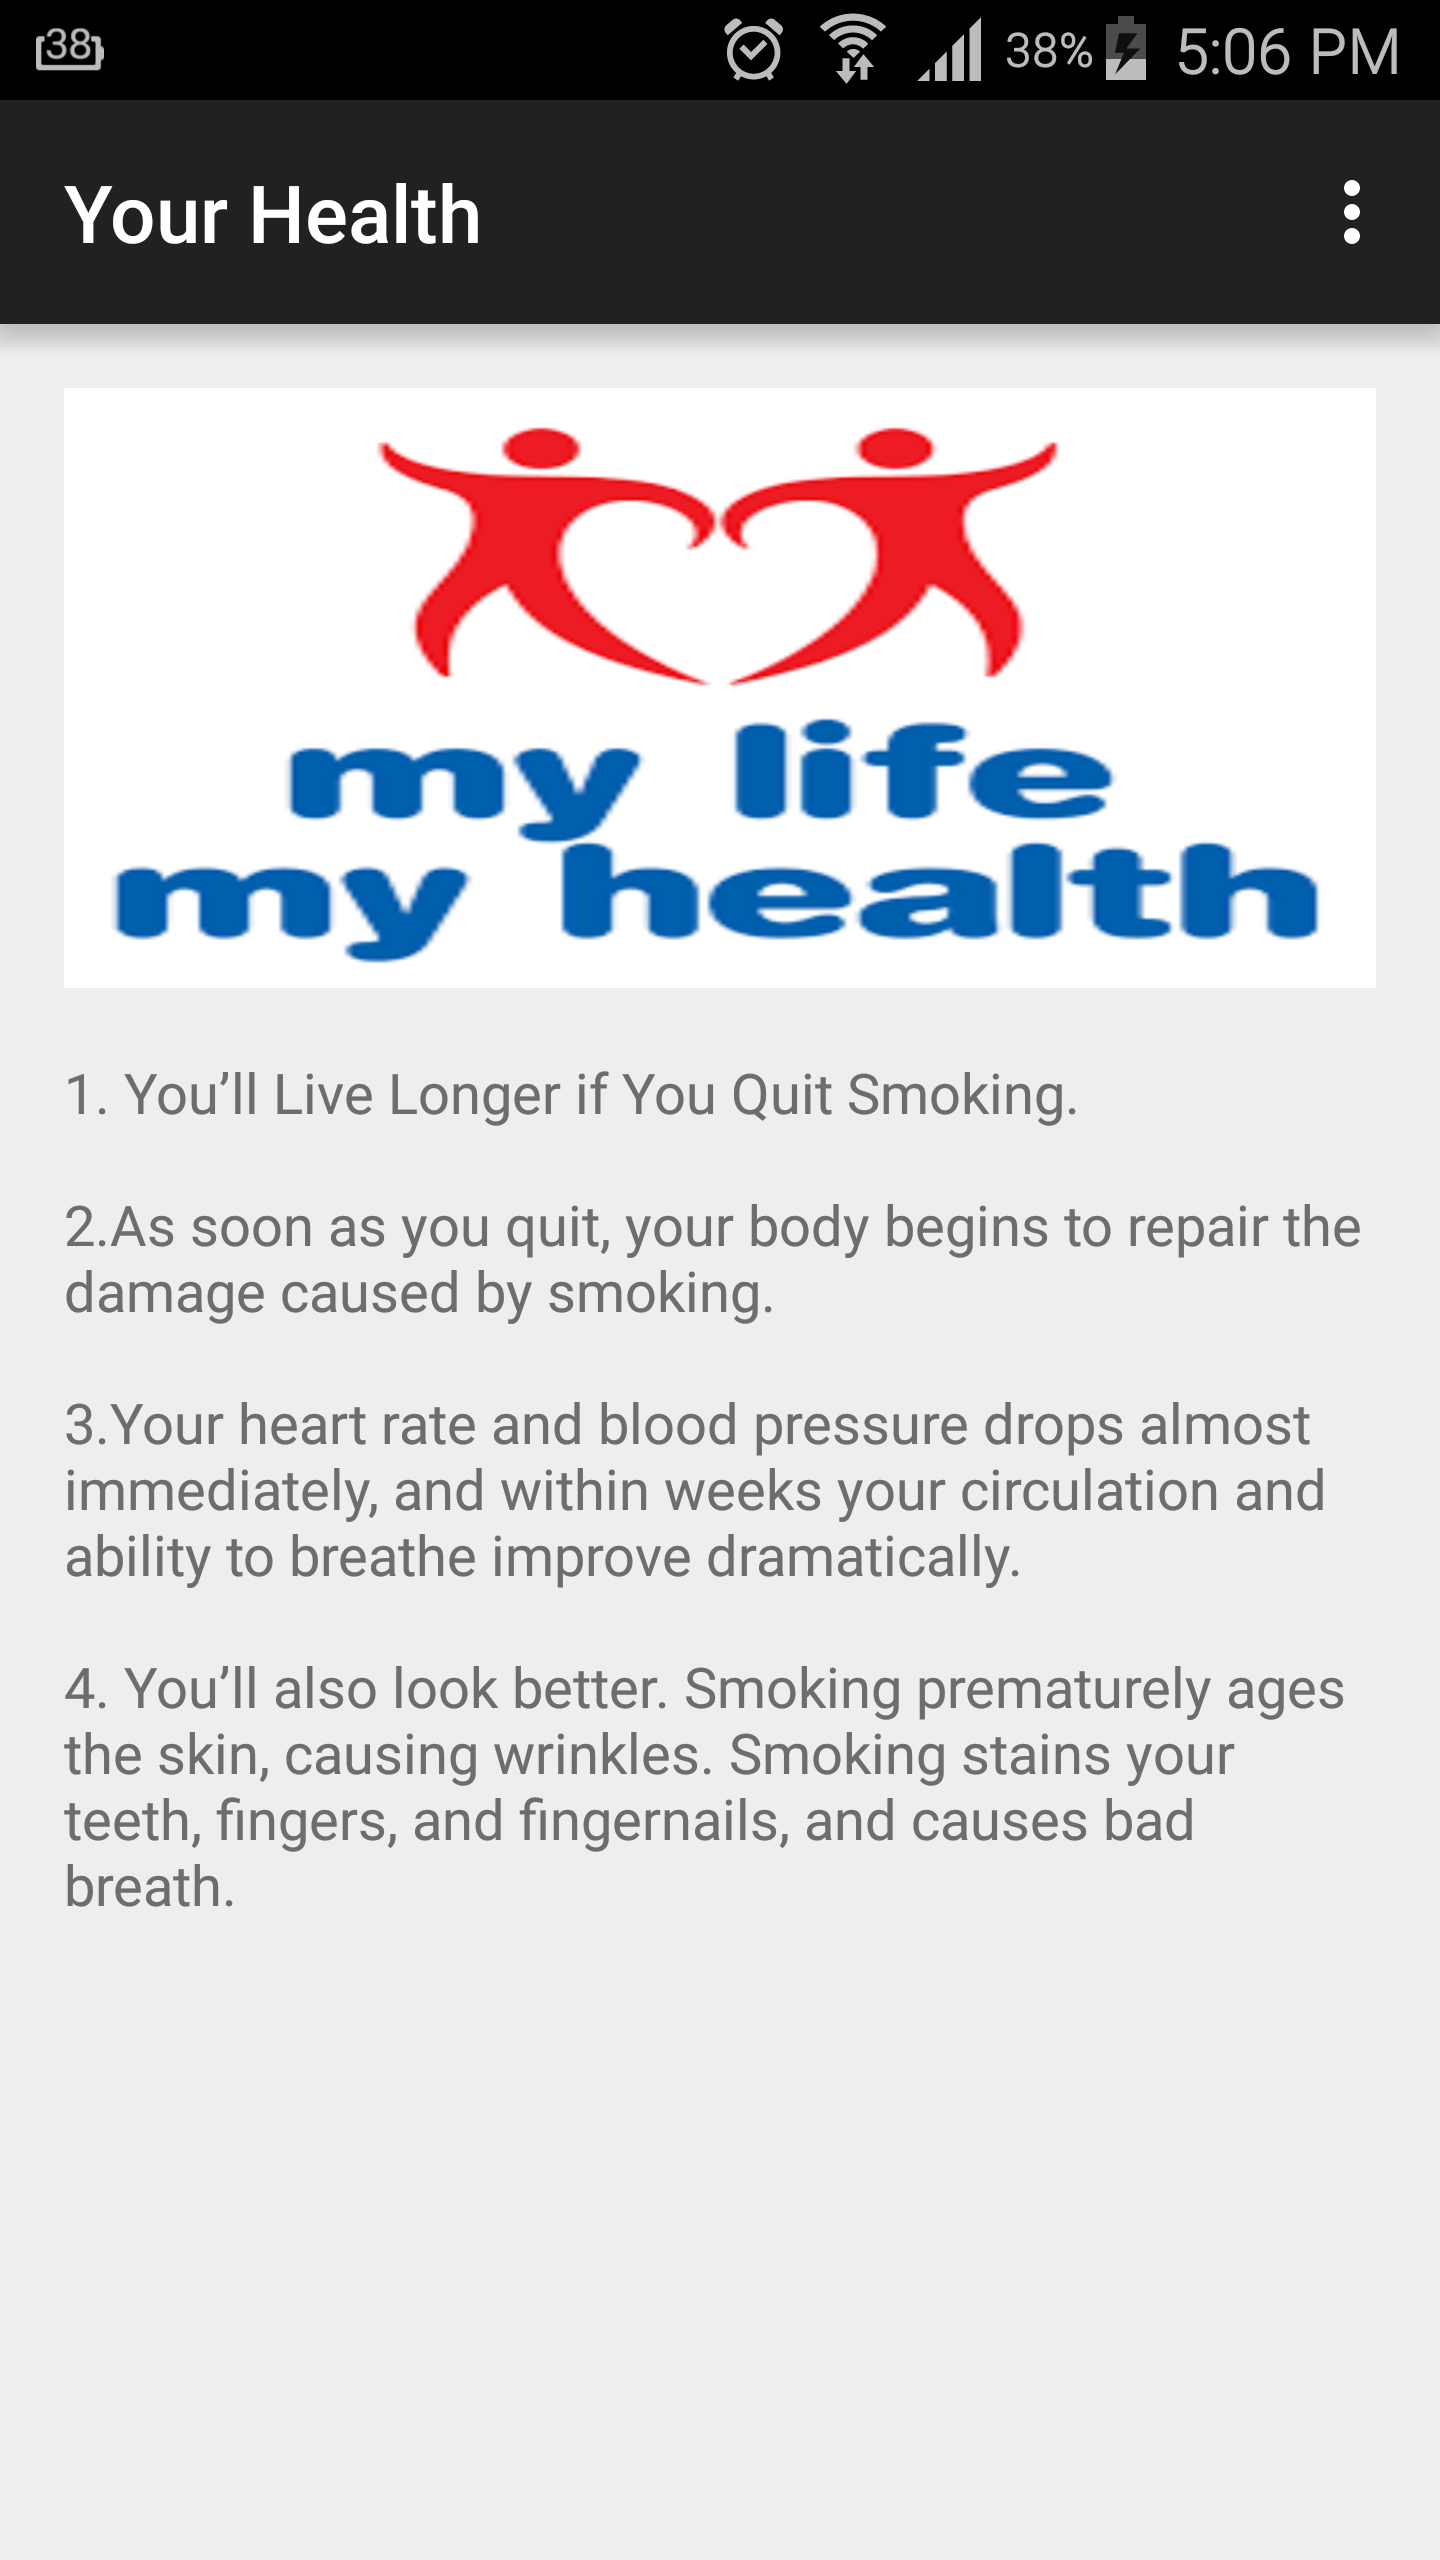 38
38% 5:06 PM
Your Health
my life
my health
1. You’ll Live Longer if You Quit Smoking.
2.As soon as you quit, your body begins to repair the
damage caused by smoking.
3.Your heart rate and blood pressure drops almost
immediately, and within weeks your circulation and
ability to breathe improve dramatically.
4. You’ll also look better. Smoking prematurely ages
the skin, causing wrinkles. Smoking stains your
teeth, fingers, and fingernails, and causes bad
breath.